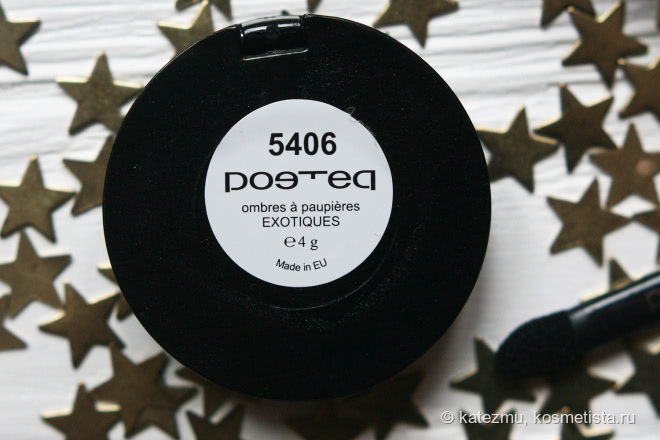 5406
POETEQ
ombres à paupières
EXOTIQUES
℮4 g
Made in EU
© katezmu, kosmetista.ru